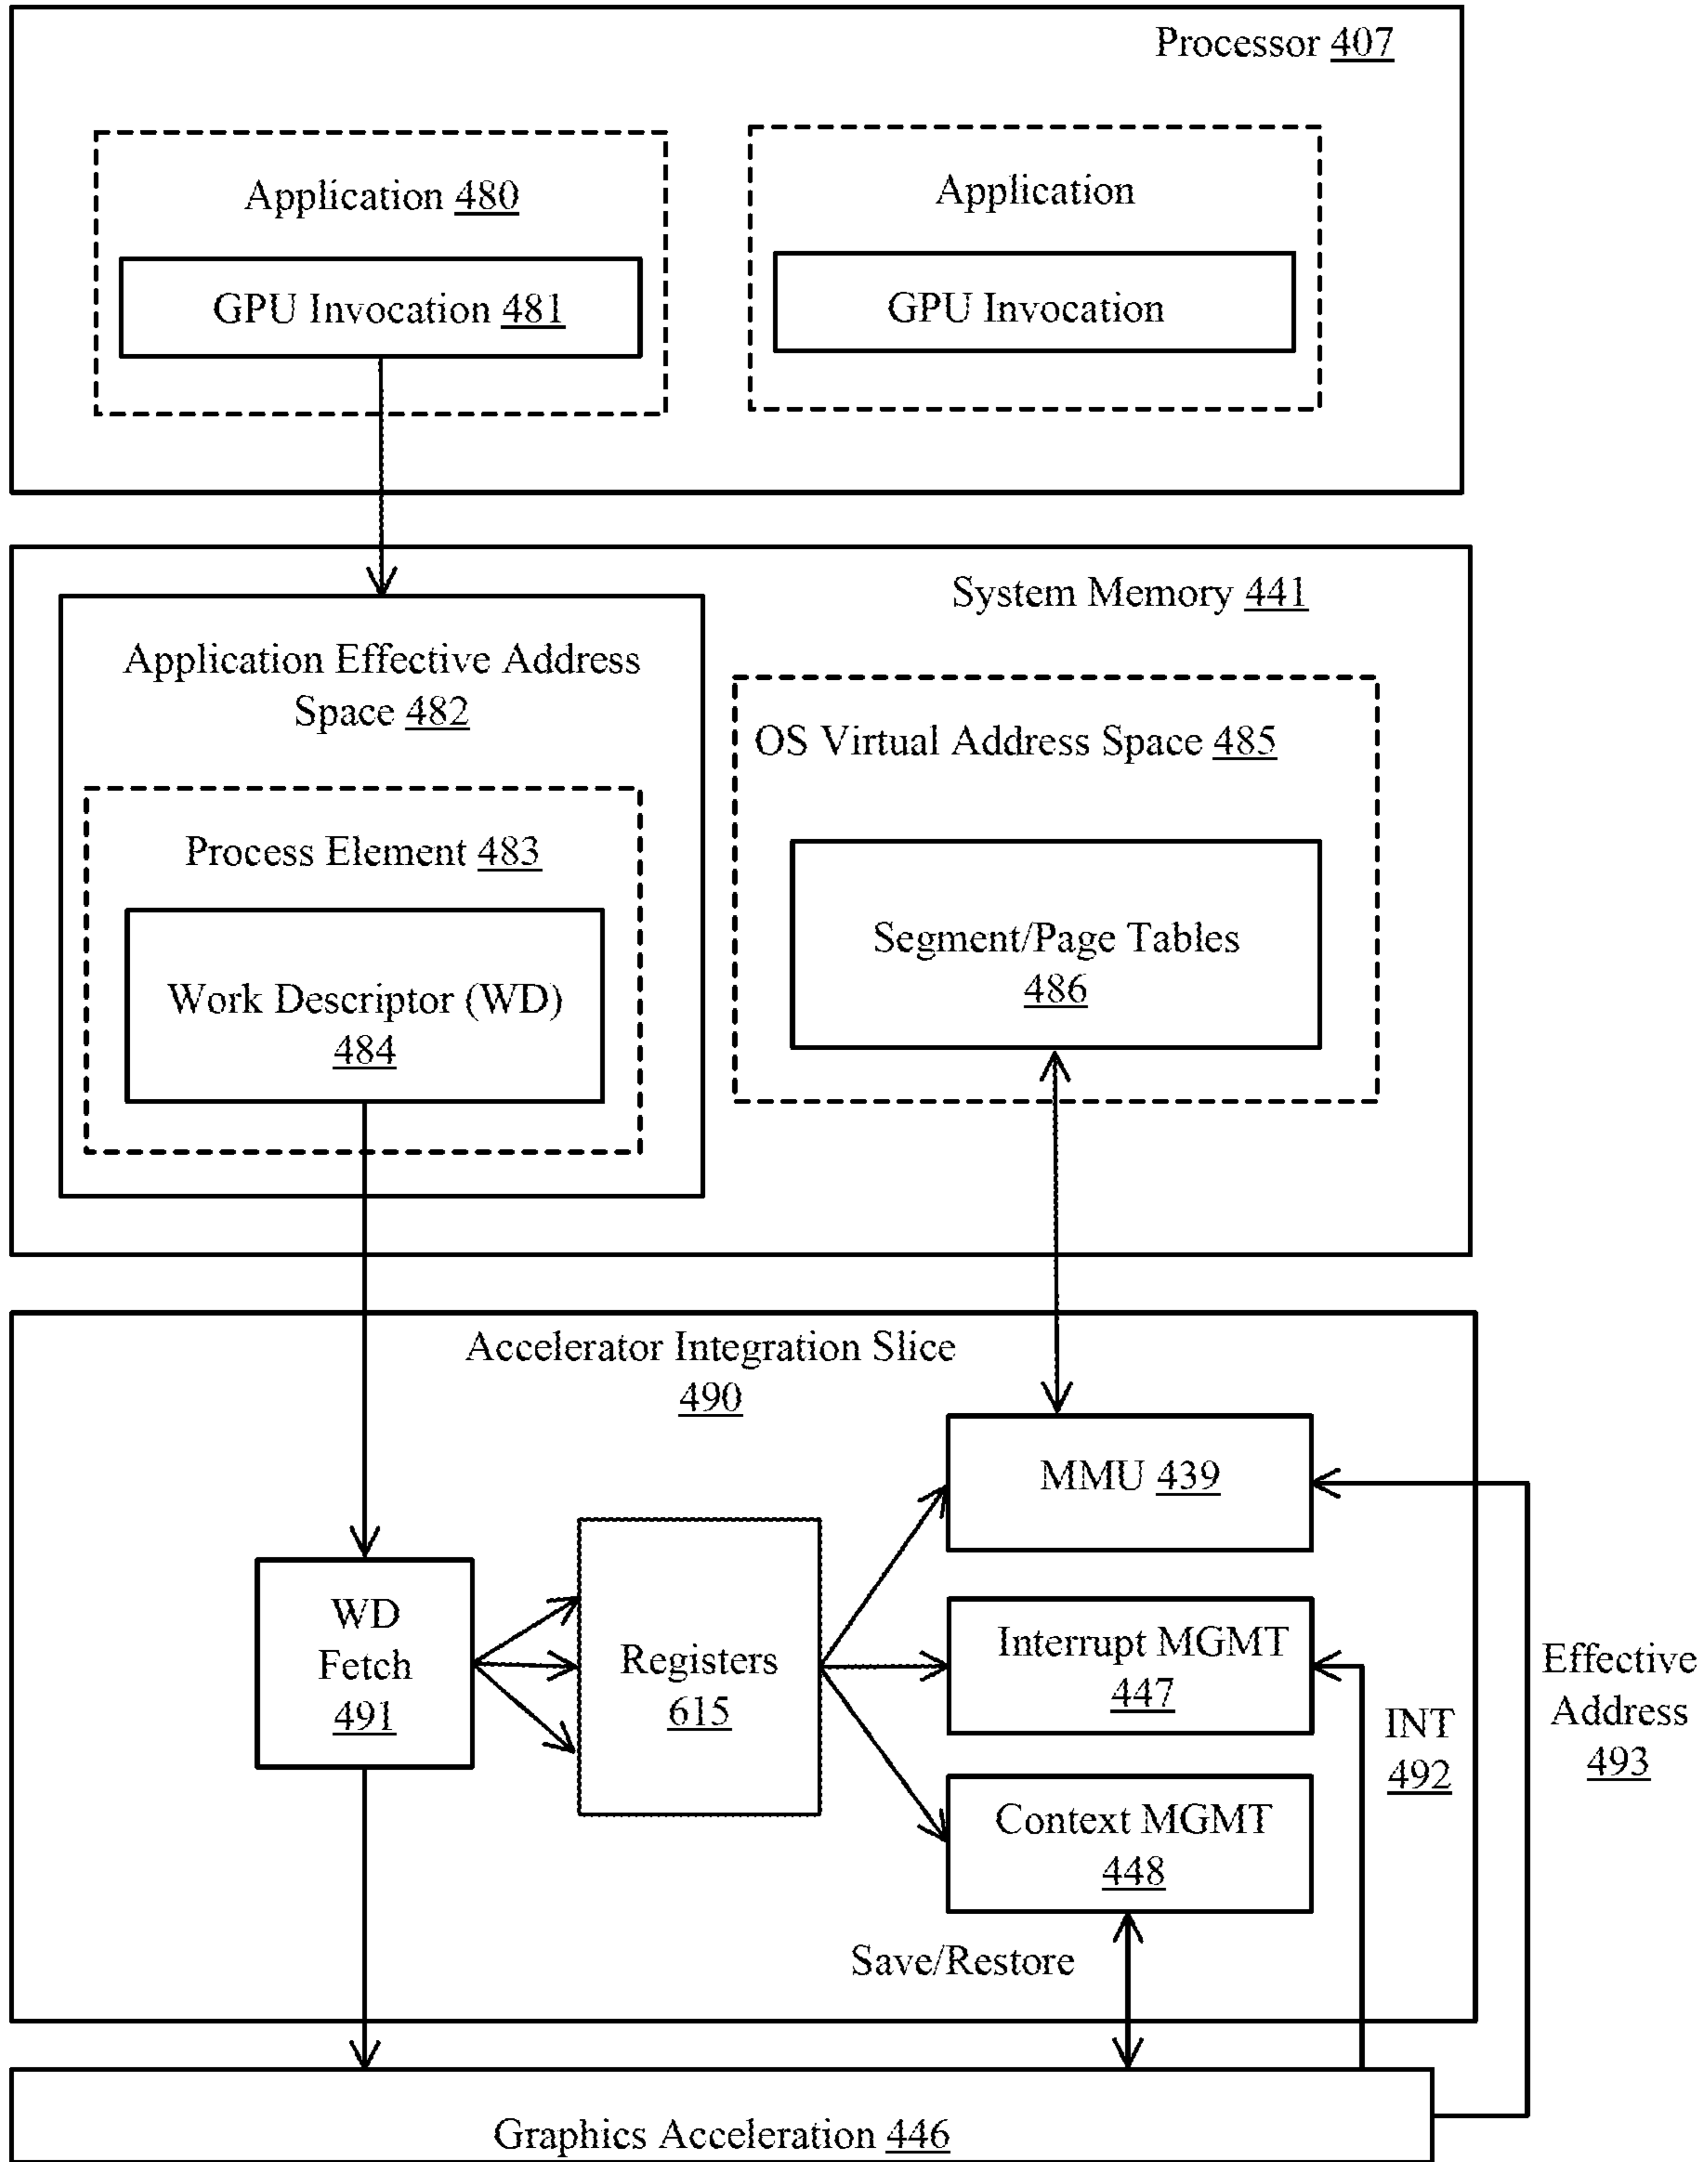 Processor 407
Application 480
GPU Invocation 481
Application
GPU Invocation
System Memory 441
Application Effective Address
Space 482
Process Element 483
Work Descriptor (WD)
484
OS Virtual Address Space 485
Segment/Page Tables
486
Accelerator Integration Slice
490
WD
Fetch
491
Registers
615
MMU 439
Interrupt MGMT
447
Context MGMT
448
Save/Restore
INT
492
Effective
Address
493
Graphics Acceleration 446